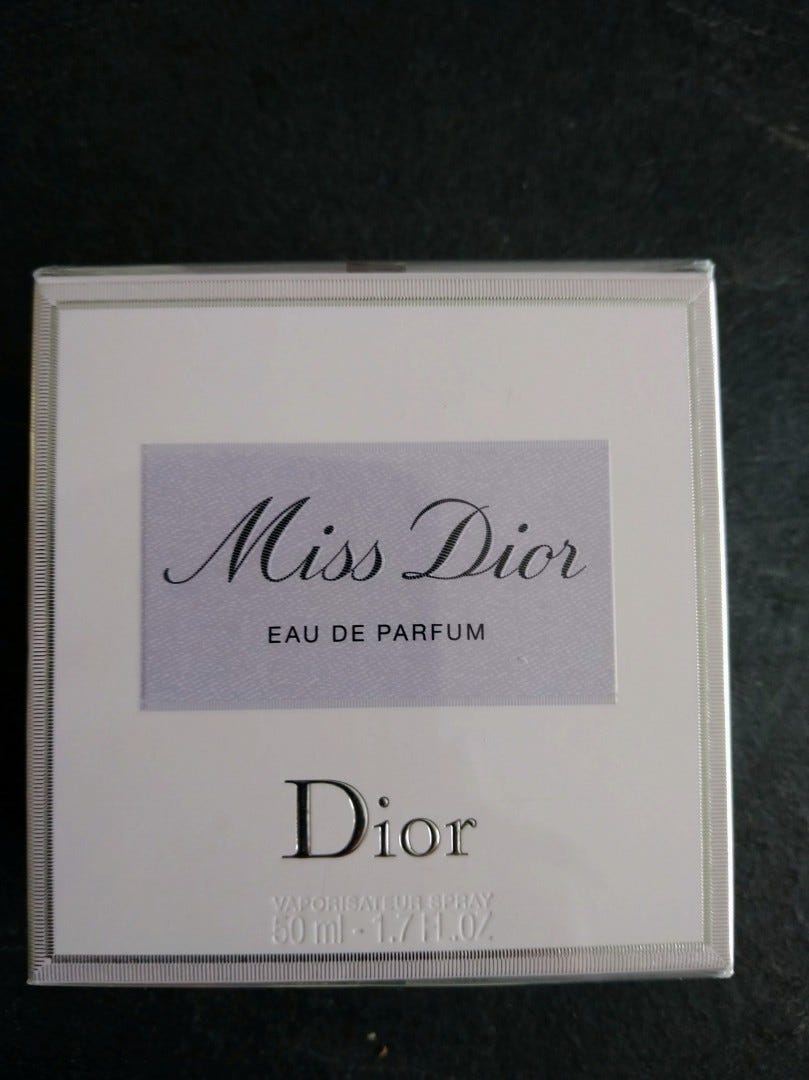 Miss Dior
EAU DE PARFUM
Dior
VAPORISATEUR SPRAY
50 ml - 1.7 FL.OZ